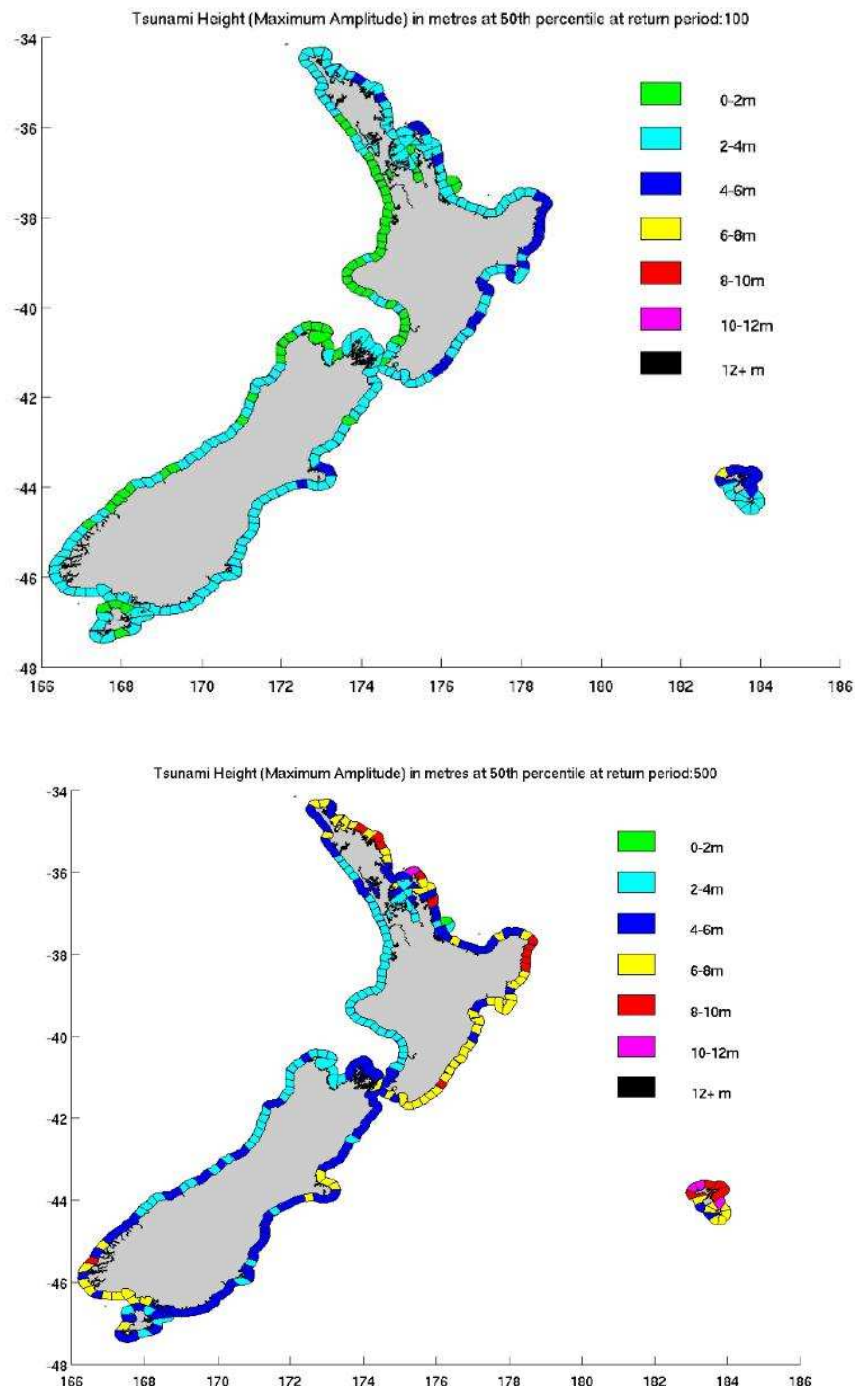 Tsunami Height (Maximum Amplitude) in metres at 50th percentile at return period:100
-34
0-2m
-36
2-4m
4-6m
-38
6-8m
8-10m
-40
10-12m
12+ m
-42
-44
-46
-48
166 168 170 172 174 176 178 180 182 184 186
Tsunami Height (Maximum Amplitude) in metres at 50th percentile at return period:500
-34
0-2m
-36
2-4m
4-6m
-38
6-8m
8-10m
-40
10-12m
12+ m
-42
-44
-46
-48
166 168 170 172 174 176 178 180 182 184 186